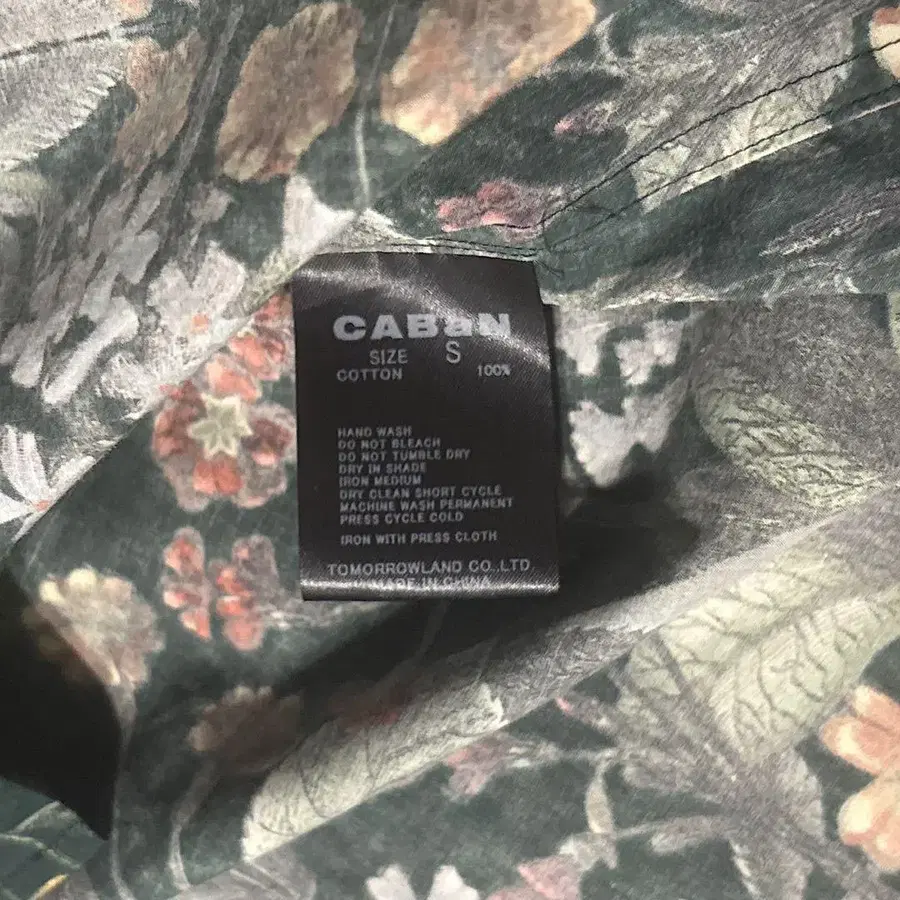 CABaN
SIZE S
COTTON 100%
HAND WASH
DO NOT BLEACH
DO NOT TUMBLE DRY
DRY IN SHADE
IRON MEDIUM
DRY CLEAN SHORT CYCLE
MACHINE WASH PERMANENT
PRESS CYCLE COLD
IRON WITH PRESS CLOTH
TOMORROWLAND CO.,LTD.
MADE IN CHINA